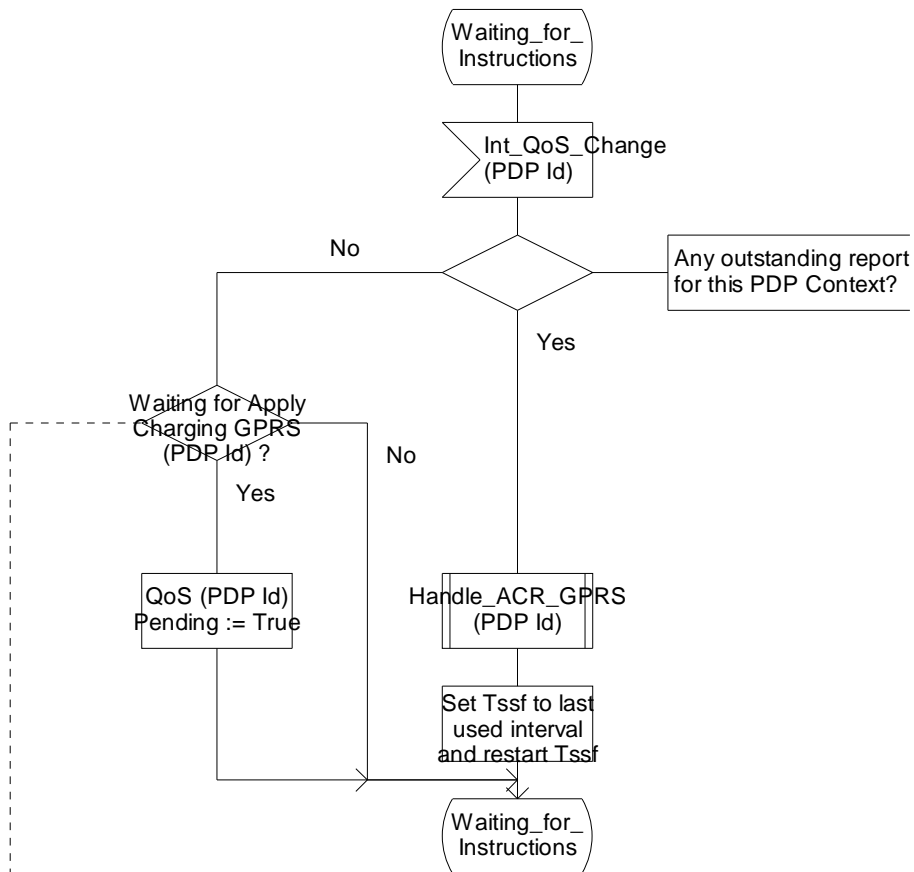 Waiting_for_
Instructions
Int_QoS_Change
(PDP Id)
No
Any outstanding report
for this PDP Context?
Yes
Waiting for Apply
Charging GPRS
(PDP Id) ?
No
Yes
QoS (PDP Id)
Pending := True
Handle_ACR_GPRS
(PDP Id)
Set Tssf to last
used interval
and restart Tssf
Waiting_for_
Instructions